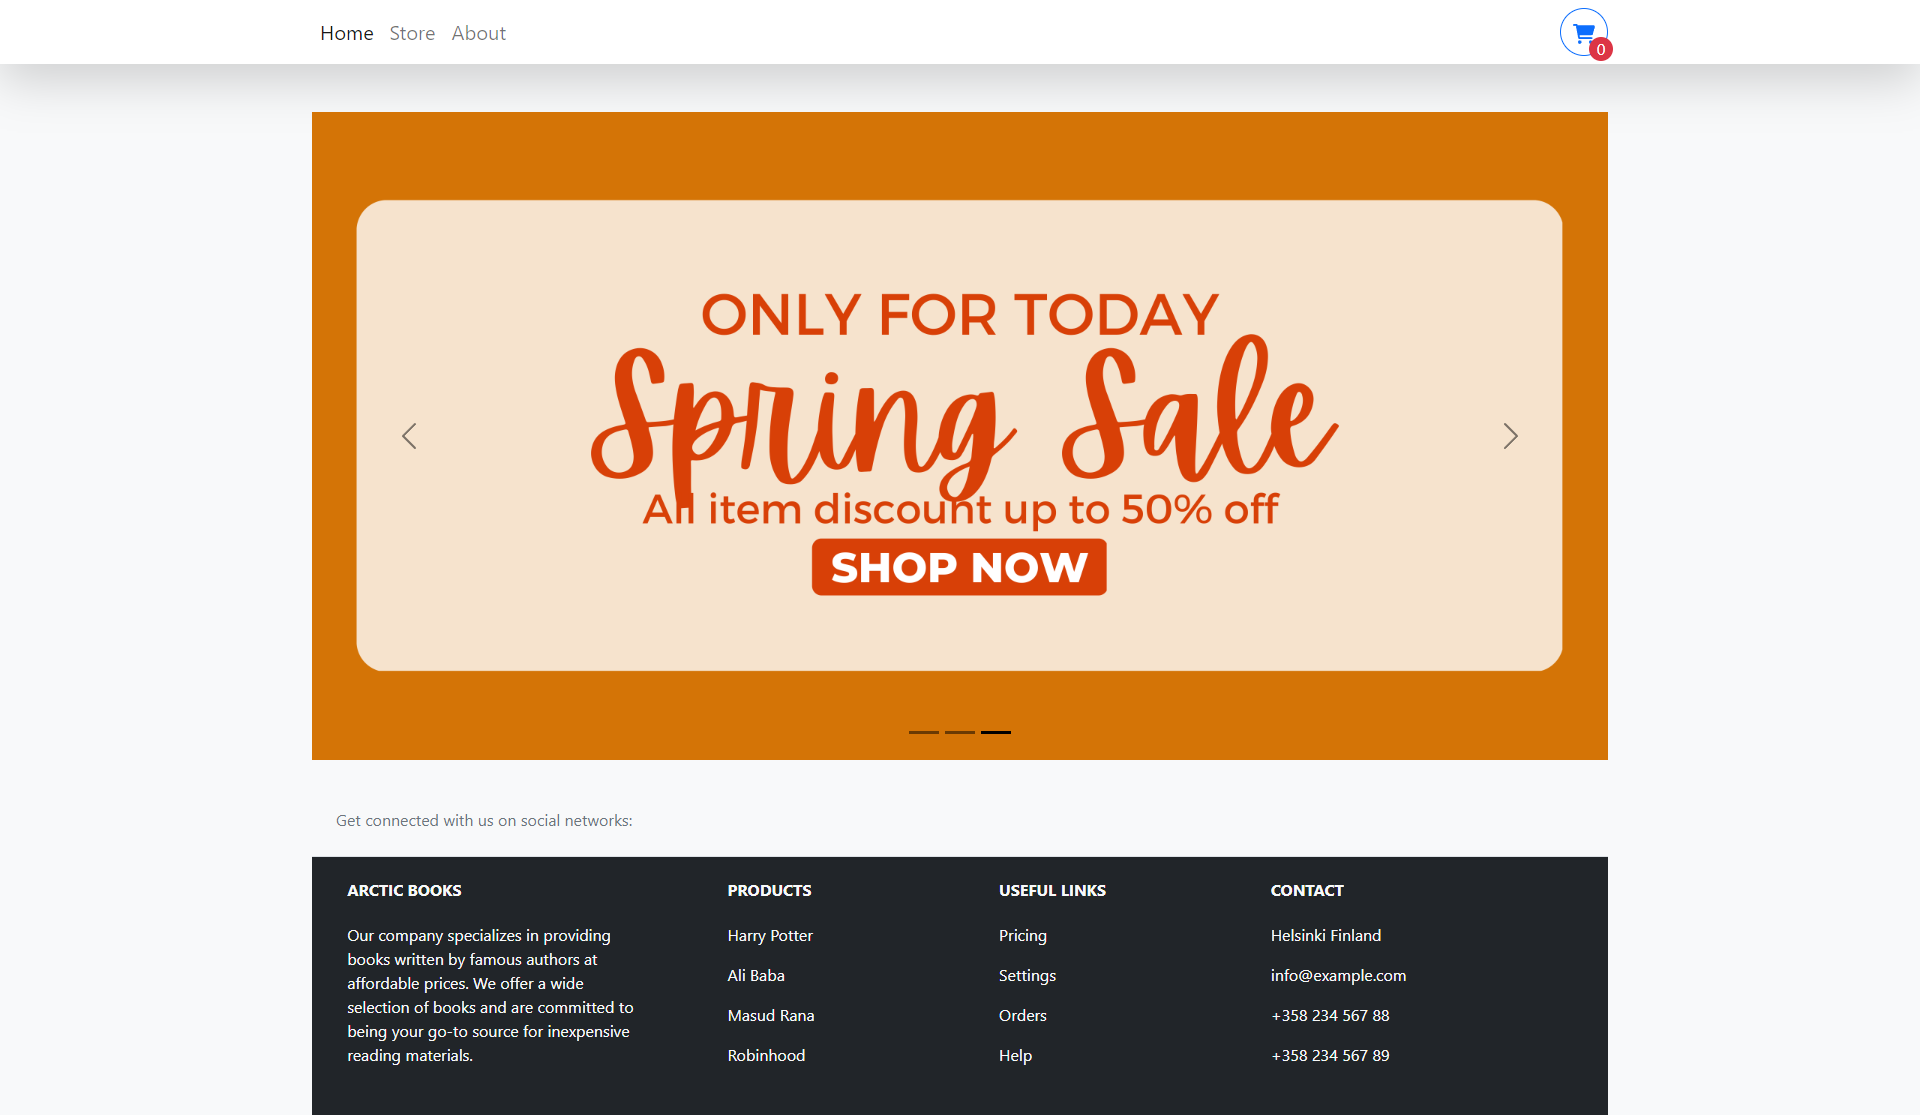 Home Store About
0
ONLY FOR TODAY
Spring Sale
All item discount up to 50% off
SHOP NOW
Get connected with us on social networks:
ARCTIC BOOKS
Our company specializes in providing
books written by famous authors at
affordable prices. We offer a wide
selection of books and are committed to
being your go-to source for inexpensive
reading materials.
PRODUCTS
Harry Potter
Ali Baba
Masud Rana
Robinhood
USEFUL LINKS
Pricing
Settings
Orders
Help
CONTACT
Helsinki Finland
info@example.com
+358 234 567 88
+358 234 567 89